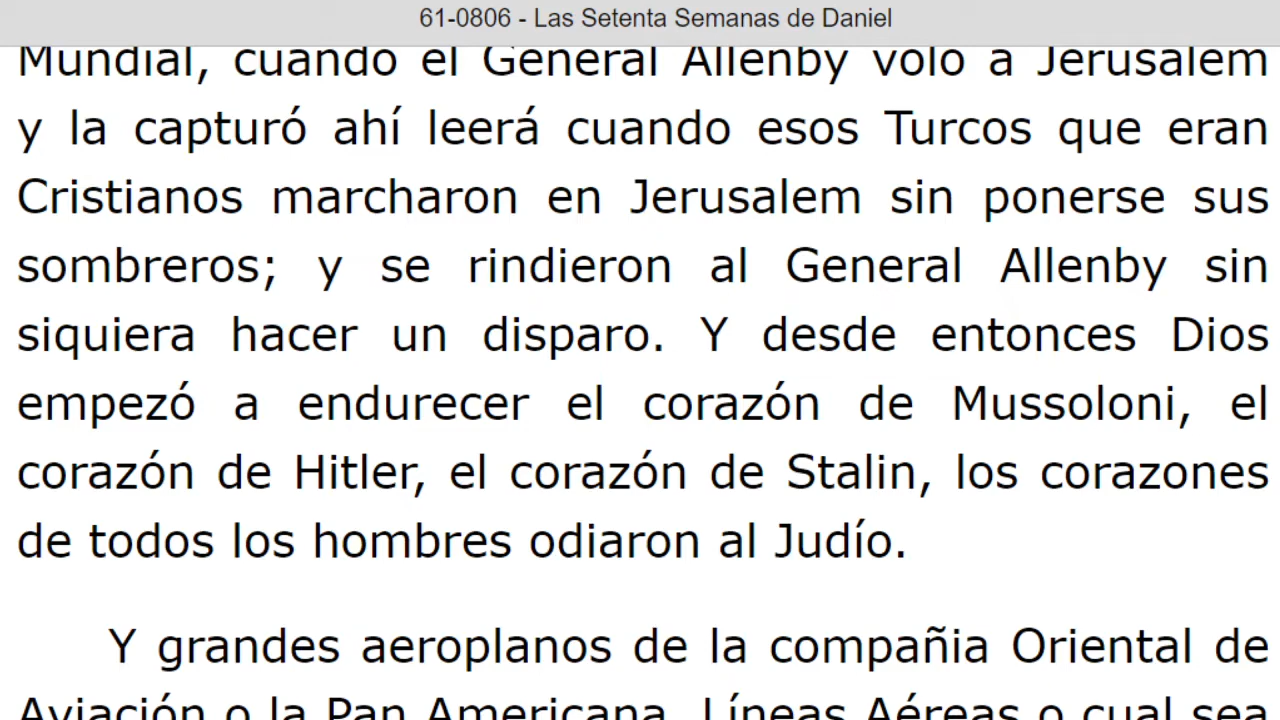 61-0806 - Las Setenta Semanas de Daniel
Mundial, cuando el General Allenby voló a Jerusalem
y la capturó ahí leerá cuando esos Turcos que eran
Cristianos marcharon en Jerusalem sin ponerse sus
sombreros; y se rindieron al General Allenby sin
siquiera hacer un disparo. Y desde entonces Dios
empezó a endurecer el corazón de Mussoloni, el
corazón de Hitler, el corazón de Stalin, los corazones
de todos los hombres odiaron al Judío.
Y grandes aeroplanos de la compañia Oriental de
Aviación o la Pan Americana, Líneas Aéreas o cual sea